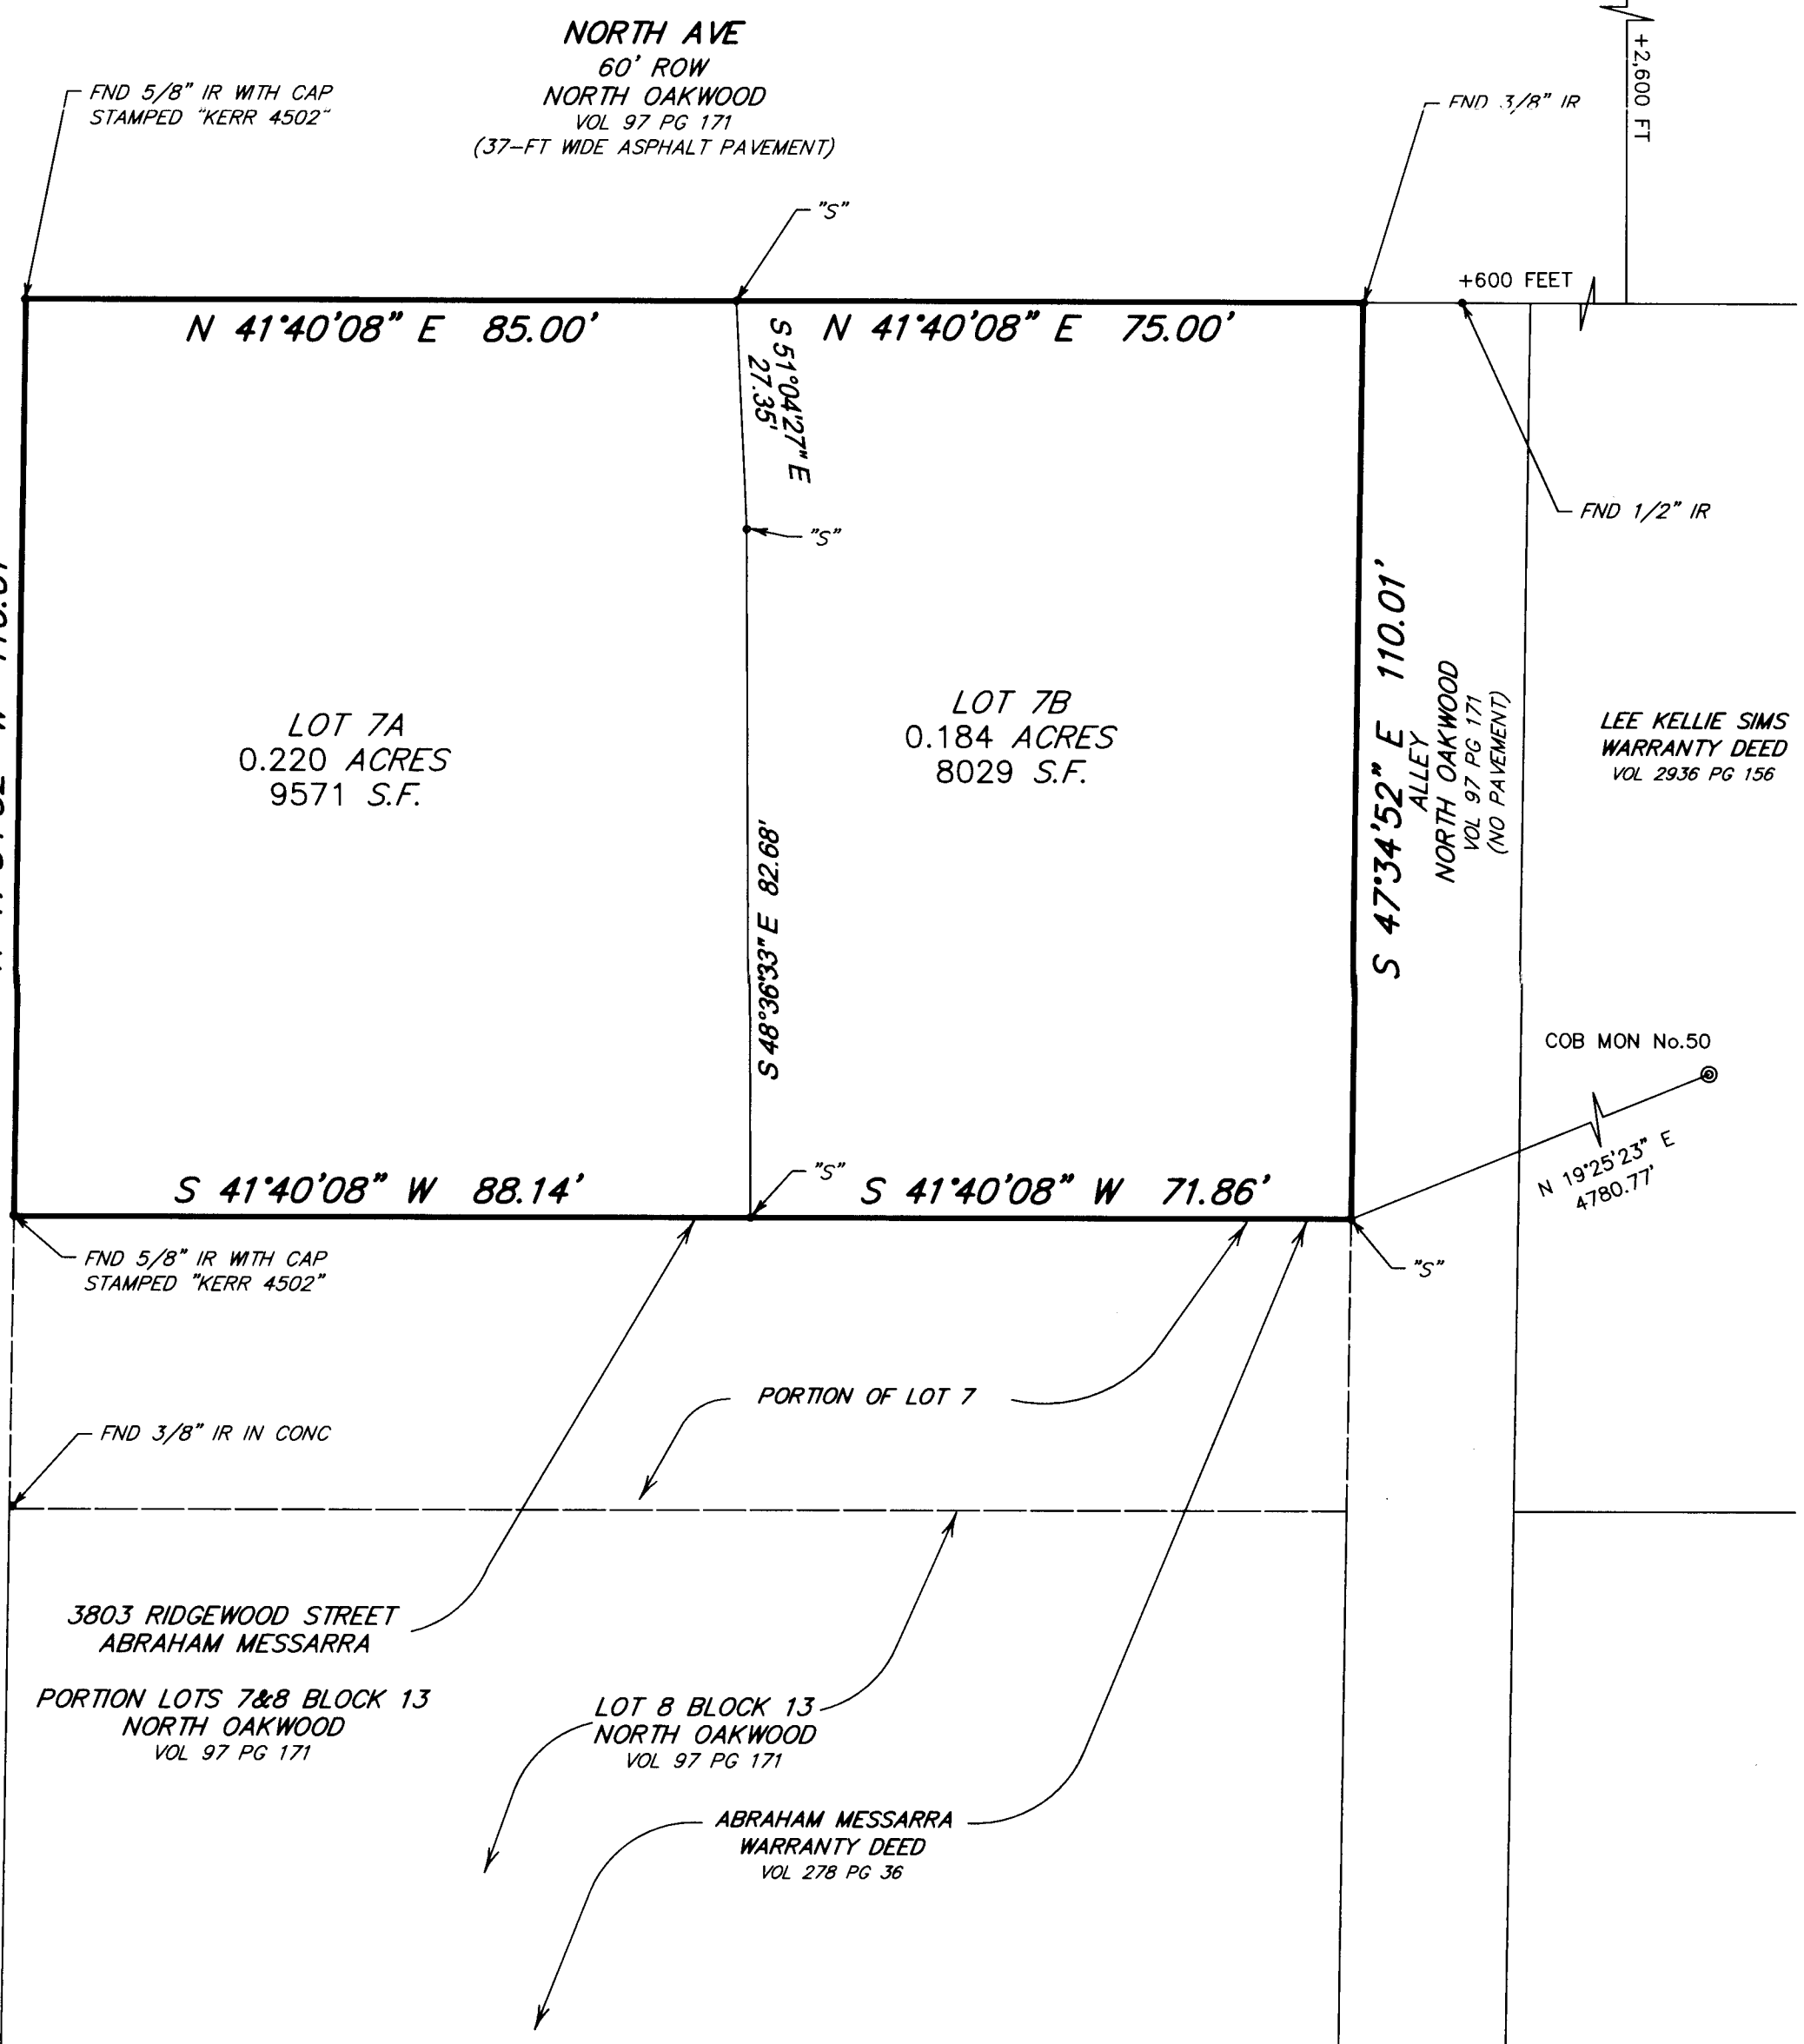 NORTH AVE
60' ROW
NORTH OAKWOOD
VOL 97 PG 171
(37-FT WIDE ASPHALT PAVEMENT)
FND 5/8" IR WITH CAP
STAMPED "KERR 4502"
FND 3/8" IR
+2,600 FT
"S"
+600 FEET
N 41°40'08" E 85.00'
N 41°40'08" E 75.00'
S 51°04'27" E
27.35'
"S"
FND 1/2" IR
LOT 7A
0.220 ACRES
9571 S.F.
LOT 7B
0.184 ACRES
8029 S.F.
S 48°36'33" E 82.68'
S 47°34'52" E 110.01'
ALLEY
NORTH OAKWOOD
VOL 97 PG 171
(NO PAVEMENT)
LEE KELLIE SIMS
WARRANTY DEED
VOL 2936 PG 156
COB MON No.50
N 19°25'23" E
4780.77'
S 41°40'08" W 88.14'
"S"
S 41°40'08" W 71.86'
FND 5/8" IR WITH CAP
STAMPED "KERR 4502"
"S"
PORTION OF LOT 7
FND 3/8" IR IN CONC
3803 RIDGEWOOD STREET
ABRAHAM MESSARRA
PORTION LOTS 7&8 BLOCK 13
NORTH OAKWOOD
VOL 97 PG 171
LOT 8 BLOCK 13
NORTH OAKWOOD
VOL 97 PG 171
ABRAHAM MESSARRA
WARRANTY DEED
VOL 278 PG 36